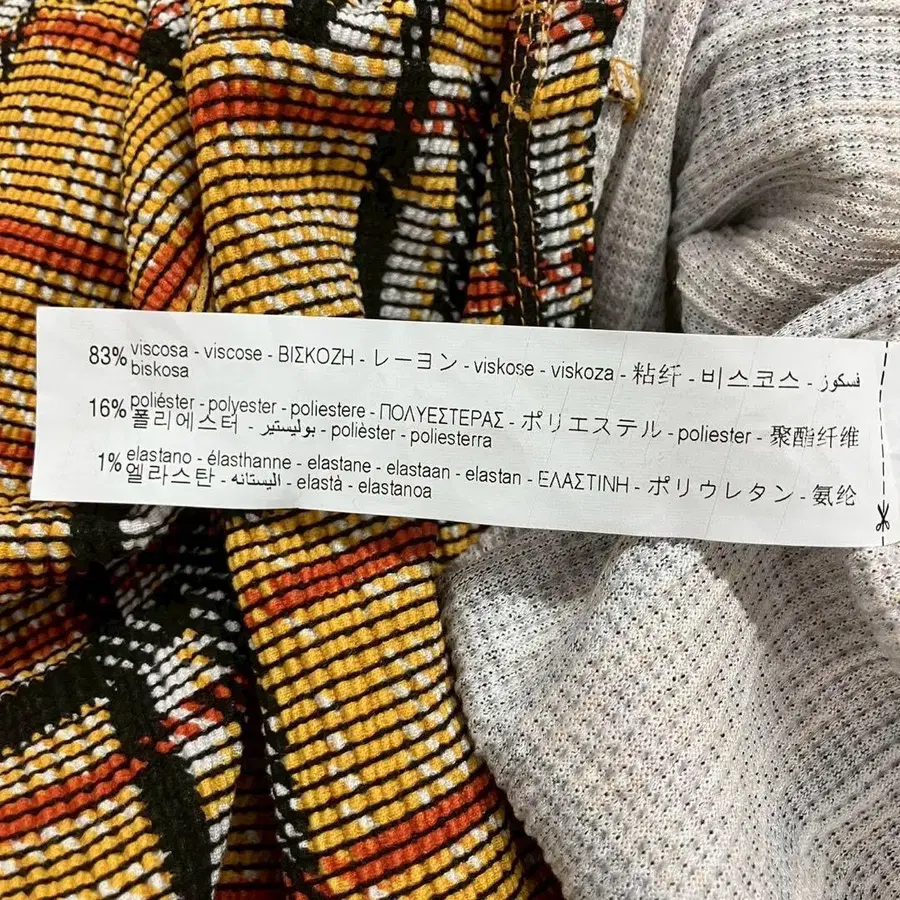 83% viscosa - viscose - ΒΙΣΚΟΖΗ - レーヨン - viskose - viskoza - 粘纤 - 비스코스 - فسكوز
biskosa
16% poliéster - polyester - poliestere - ΠΟΛΥΕΣΤΕΡΑΣ - ポリエステル - poliester - 聚酯纤维
폴리에스터 - بوليستير - polièster - poliesterra
1% elastano - élasthanne - elastane - elastaan - elastan - ΕΛΑΣΤΙΝΗ - ポリウレタン - 氨纶
엘라스탄 - اليستانه - elastà - elastanoa